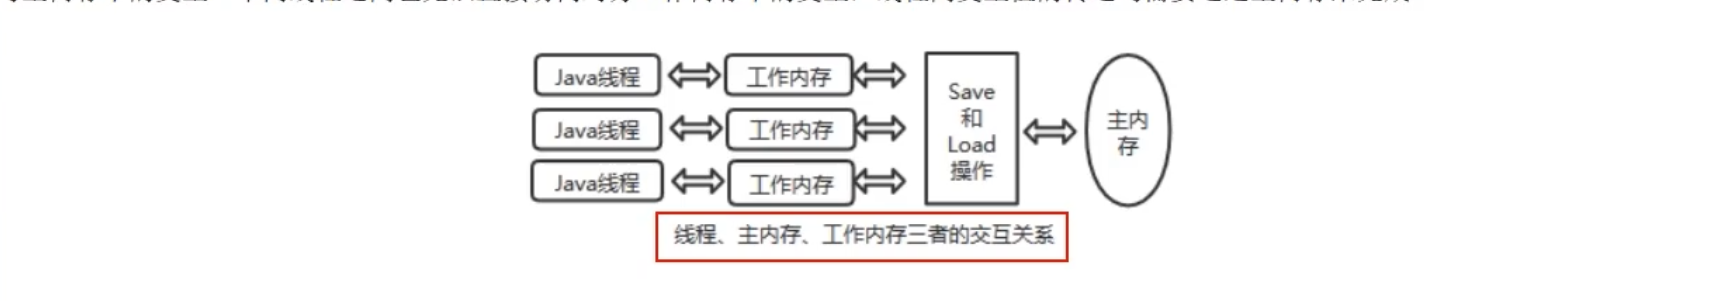 Java线程
工作内存
Java线程
工作内存
Java线程
工作内存
Save
和
Load
操作
主内
存
线程、主内存、工作内存三者的交互关系